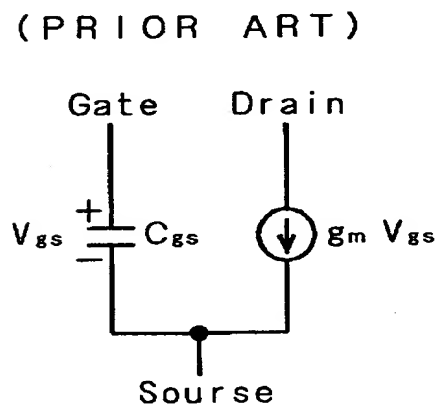 (PRIOR ART)
Gate Drain
+
Vgs Cgs gm Vgs
−
Sourse